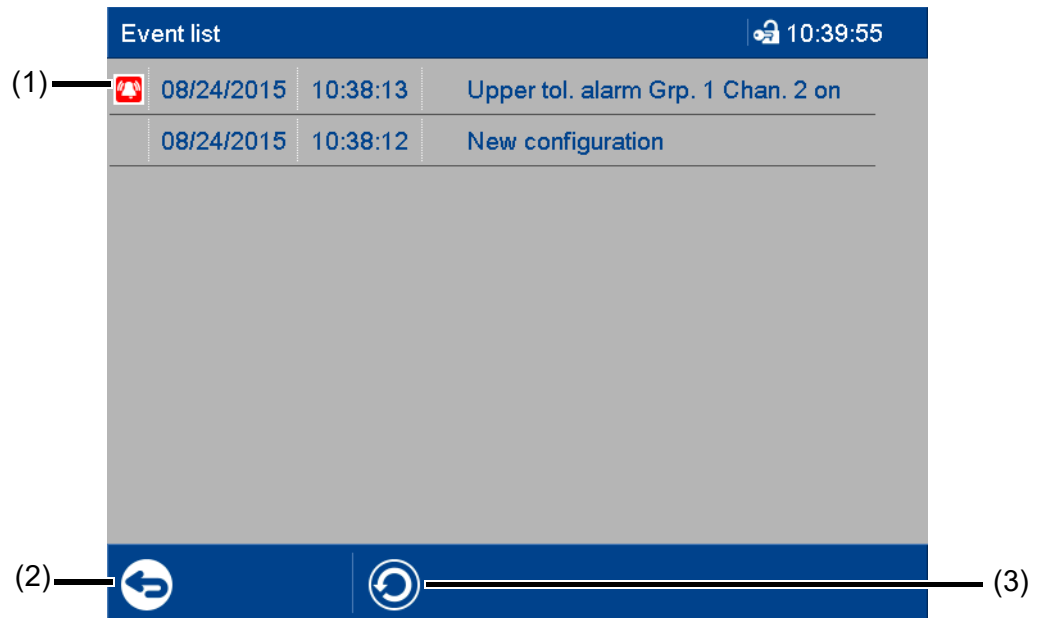 Event list 10:39:55
(1) 08/24/2015 10:38:13 Upper tol. alarm Grp. 1 Chan. 2 on
08/24/2015 10:38:12 New configuration
(2) (3)